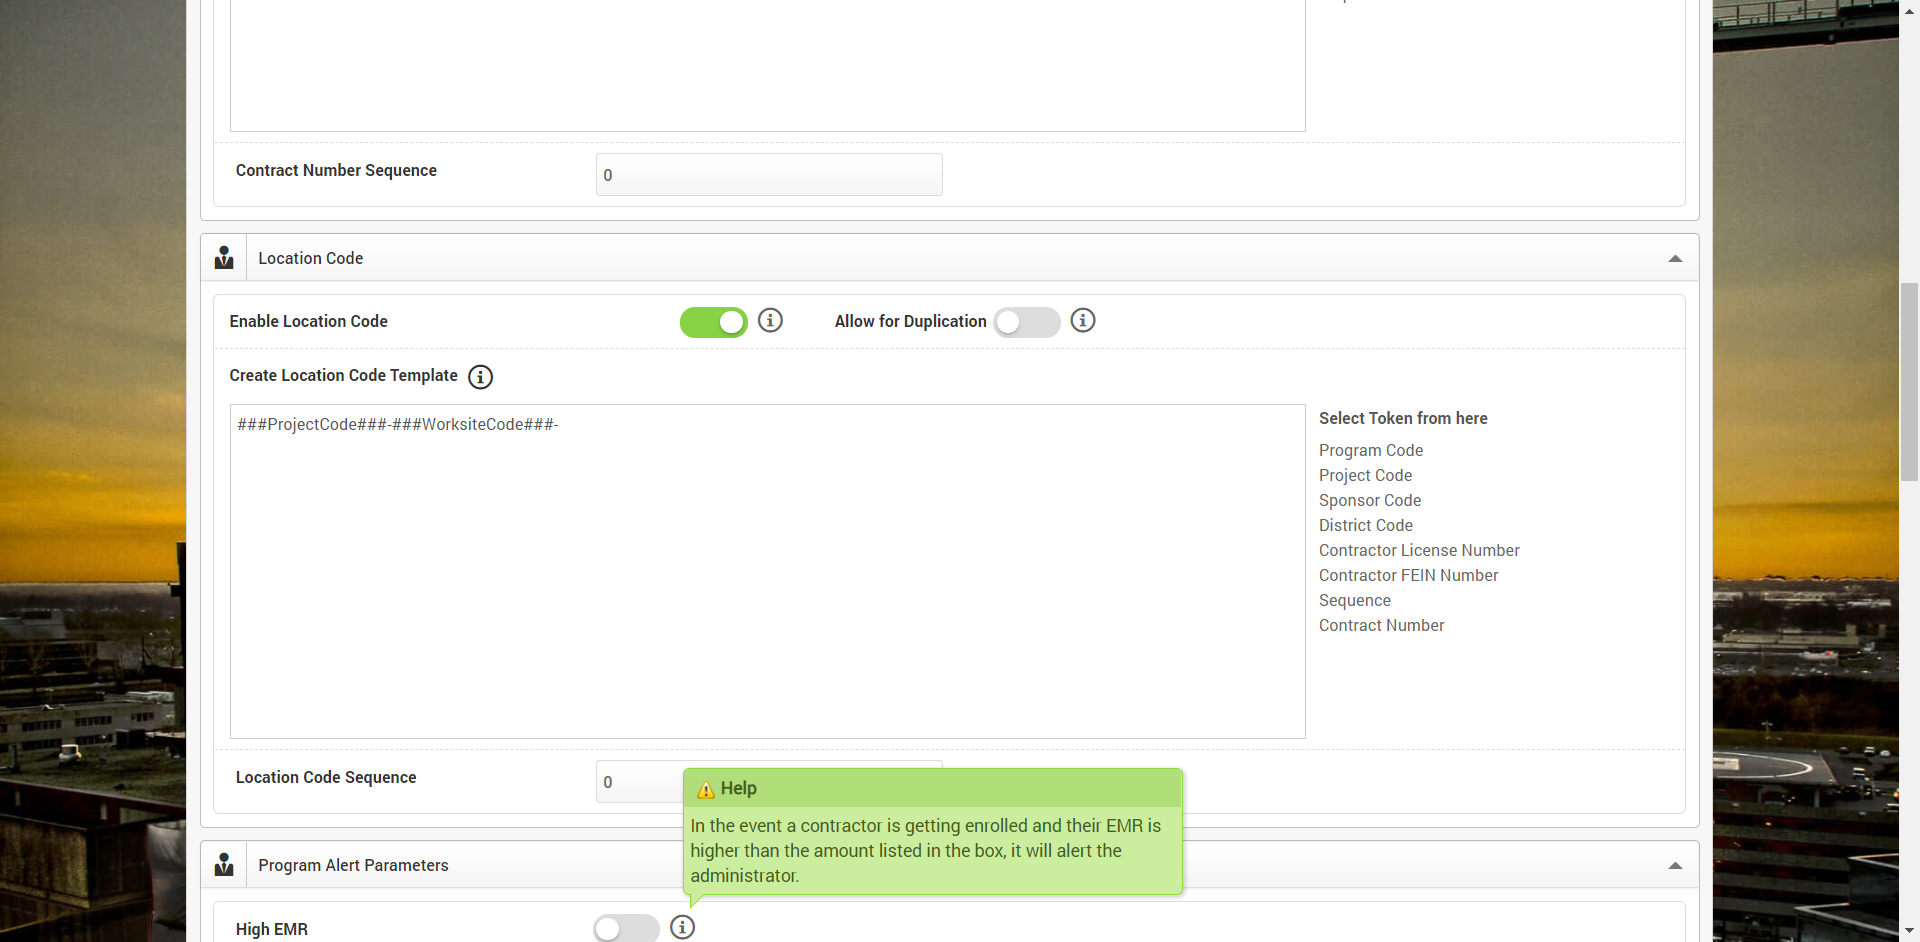 Contract Number Sequence
0
Location Code
Enable Location Code
Allow for Duplication
Create Location Code Template
###ProjectCode###-###WorksiteCode###-
Select Token from here
Program Code
Project Code
Sponsor Code
District Code
Contractor License Number
Contractor FEIN Number
Sequence
Contract Number
Location Code Sequence
0
Help
In the event a contractor is getting enrolled and their EMR is
higher than the amount listed in the box, it will alert the
administrator.
Program Alert Parameters
High EMR